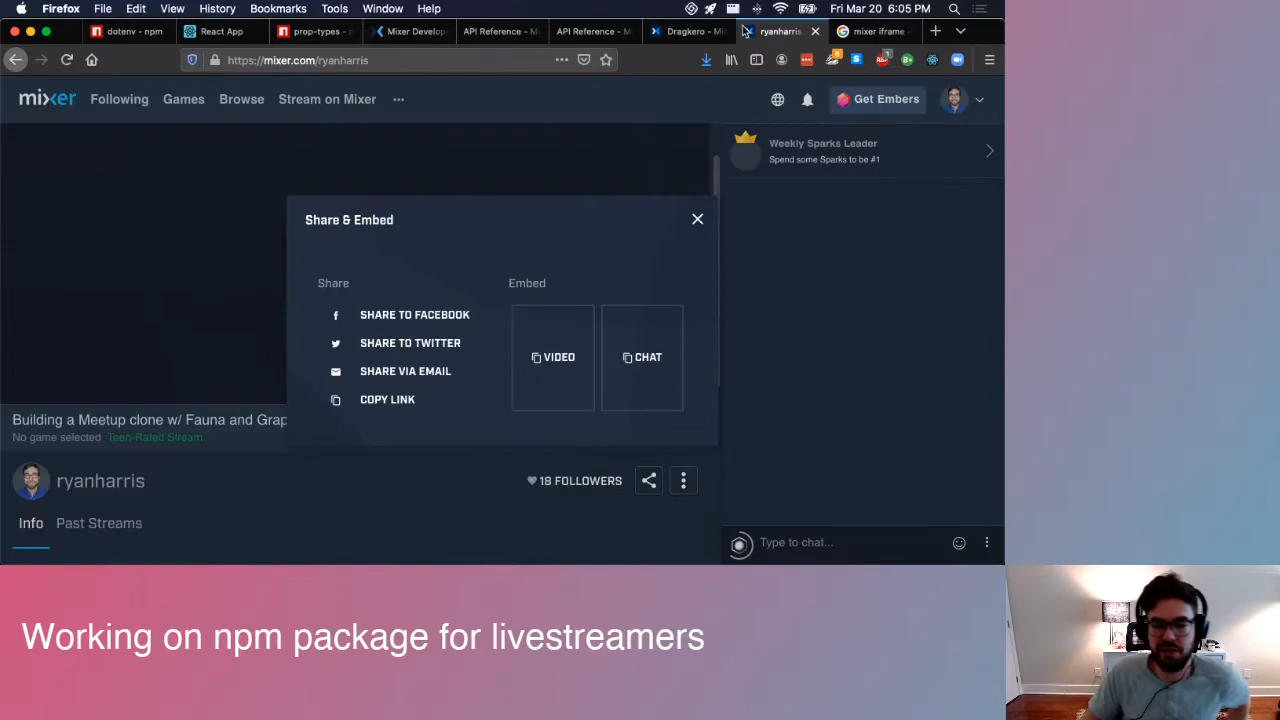 Firefox File Edit View History Bookmarks Tools Window Help Fri Mar 20 6:05 PM
dotenv - npm React App prop-types - n Mixer Develop API Reference - M API Reference - M Dragkero - Mi ryanharris mixer iframe -
https://mixer.com/ryanharris
mixer Following Games Browse Stream on Mixer Get Embers
Weekly Sparks Leader
Spend some Sparks to be #1
Share & Embed
Share Embed
SHARE TO FACEBOOK
SHARE TO TWITTER
SHARE VIA EMAIL
COPY LINK
VIDEO CHAT
Building a Meetup clone w/ Fauna and Grap
No game selected Teen-Rated Stream
ryanharris 18 FOLLOWERS
Info Past Streams
Type to chat...
Working on npm package for livestreamers